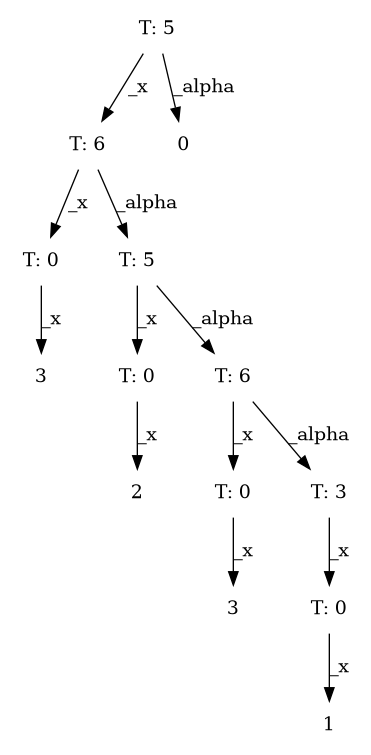 T: 5
_x _alpha
T: 6 0
_x _alpha
T: 0 T: 5
_x _x _alpha
3 T: 0 T: 6
_x _x _alpha
2 T: 0 T: 3
_x _x
3 T: 0
_x
1